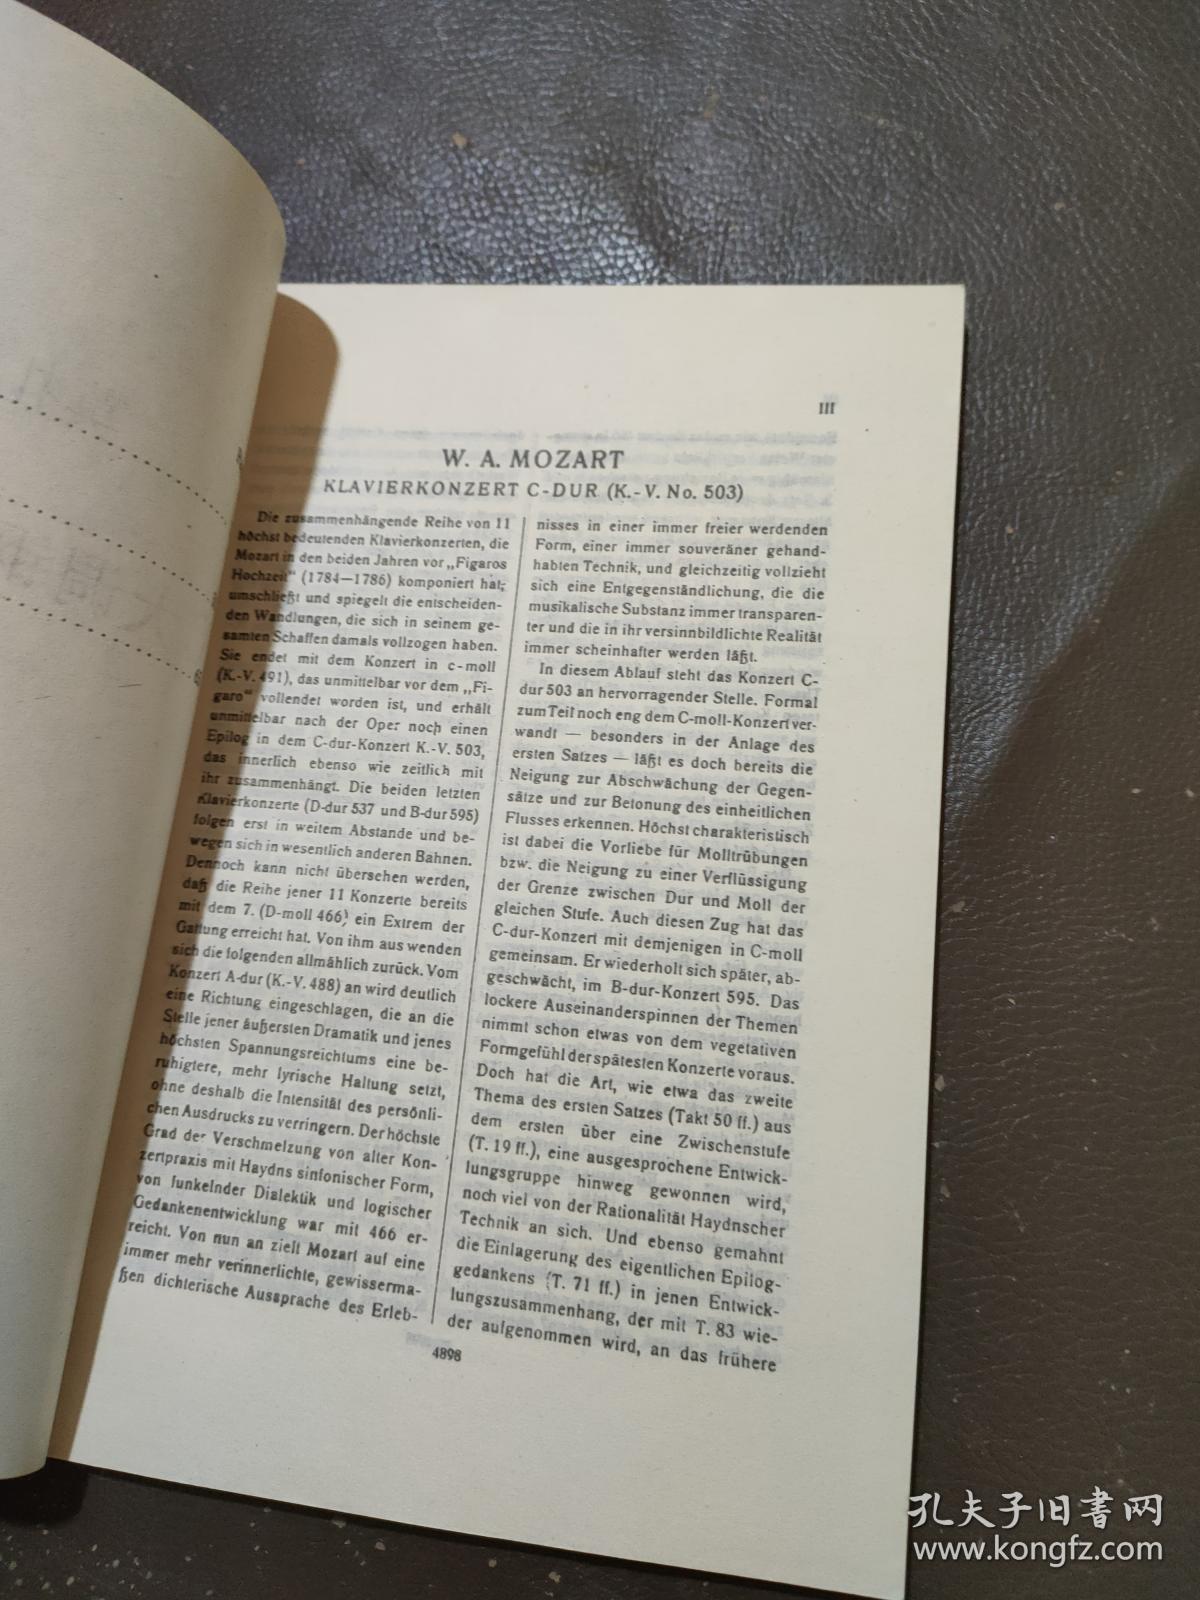 III
W. A. MOZART
KLAVIERKONZERT C-DUR (K.-V. No. 503)
Die zusammenhängende Reihe von 11
höchst bedeutenden Klavierkonzerten, die
Mozart in den beiden Jahren vor „Figaros
Hochzeit" (1784—1786) komponiert hat,
umschließt und spiegelt die entscheiden-
den Wandlungen, die sich in seinem ge-
samten Schaffen damals vollzogen haben.
Sie endet mit dem Konzert in c-moll
(K.-V. 491), das unmittelbar vor dem „Fi-
garo" vollendet worden ist, und erhält
unmittelbar nach der Oper noch einen
Epilog in dem C-dur-Konzert K.-V. 503,
das innerlich ebenso wie zeitlich mit
ihr zusammenhängt. Die beiden letzten
Klavierkonzerte (D-dur 537 und B-dur 595)
folgen erst in weitem Abstande und be-
wegen sich in wesentlich anderen Bahnen.
Dennoch kann nicht übersehen werden,
daß die Reihe jener 11 Konzerte bereits
mit dem 7. (D-moll 466) ein Extrem der
Gattung erreicht hat. Von ihm aus wenden
sich die folgenden allmählich zurück. Vom
Konzert A-dur (K.-V. 488) an wird deutlich
eine Richtung eingeschlagen, die an die
Stelle jener äußersten Dramatik und jenes
höchsten Spannungsreichtums eine be-
ruhigtere, mehr lyrische Haltung setzt,
ohne deshalb die Intensität des persönli-
chen Ausdrucks zu verringern. Der höchste
Grad der Verschmelzung von alter Kon-
zertpraxis mit Haydns sinfonischer Form,
von funkelnder Dialektik und logischer
Gedankenentwicklung war mit 466 er-
reicht. Von nun an zielt Mozart auf eine
immer mehr verinnerlichte, gewisserma-
ßen dichterische Aussprache des Erleb-
nisses in einer immer freier werdenden
Form, einer immer souveräner gehand-
habten Technik, und gleichzeitig vollzieht
sich eine Entgegenständlichung, die die
musikalische Substanz immer transparen-
ter und die in ihr versinnbildlichte Realität
immer scheinhafter werden läßt.
In diesem Ablauf steht das Konzert C-
dur 503 an hervorragender Stelle. Formal
zum Teil noch eng dem C-moll-Konzert ver-
wandt — besonders in der Anlage des
ersten Satzes — läßt es doch bereits die
Neigung zur Abschwächung der Gegen-
sätze und zur Betonung des einheitlichen
Flusses erkennen. Höchst charakteristisch
ist dabei die Vorliebe für Molltrübungen
bzw. die Neigung zu einer Verflüssigung
der Grenze zwischen Dur und Moll der
gleichen Stufe. Auch diesen Zug hat das
C-dur-Konzert mit demjenigen in C-moll
gemeinsam. Er wiederholt sich später, ab-
geschwächt, im B-dur-Konzert 595. Das
lockere Auseinanderspinnen der Themen
nimmt schon etwas von dem vegetativen
Formgefühl der spätesten Konzerte voraus.
Doch hat die Art, wie etwa das zweite
Thema des ersten Satzes (Takt 50 ff.) aus
dem ersten über eine Zwischenstufe
(T. 19 ff.), eine ausgesprochene Entwick-
lungsgruppe hinweg gewonnen wird,
noch viel von der Rationalität Haydnscher
Technik an sich. Und ebenso gemahnt
die Einlagerung des eigentlichen Epilog-
gedankens (T. 71 ff.) in jenen Entwick-
lungszusammenhang, der mit T. 83 wie-
der aufgenommen wird, an das frühere
4898
孔夫子旧书网
www.kongfz.com